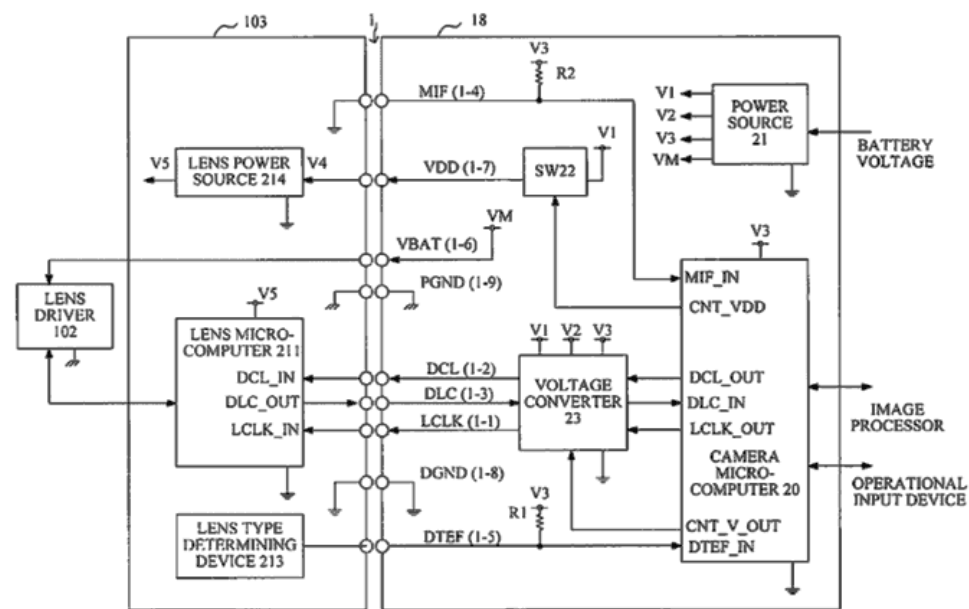 103
1
18
V3
R2
MIF (1-4)
V1
V2
V3
VM
POWER
SOURCE
21
BATTERY
VOLTAGE
V5
LENS POWER
SOURCE 214
V4
VDD (1-7)
SW22
V1
VM
VBAT (1-6)
PGND (1-9)
LENS
DRIVER
102
V5
LENS MICRO-
COMPUTER 211
DCL_IN
DLC_OUT
LCLK_IN
DCL (1-2)
DLC (1-3)
LCLK (1-1)
V1 V2 V3
VOLTAGE
CONVERTER
23
V3
MIF_IN
CNT_VDD
DCL_OUT
DLC_IN
LCLK_OUT
CAMERA
MICRO-
COMPUTER 20
CNT_V_OUT
DTEF_IN
IMAGE
PROCESSOR
OPERATIONAL
INPUT DEVICE
DGND (1-8)
V3
R1
LENS TYPE
DETERMINING
DEVICE 213
DTEF (1-5)